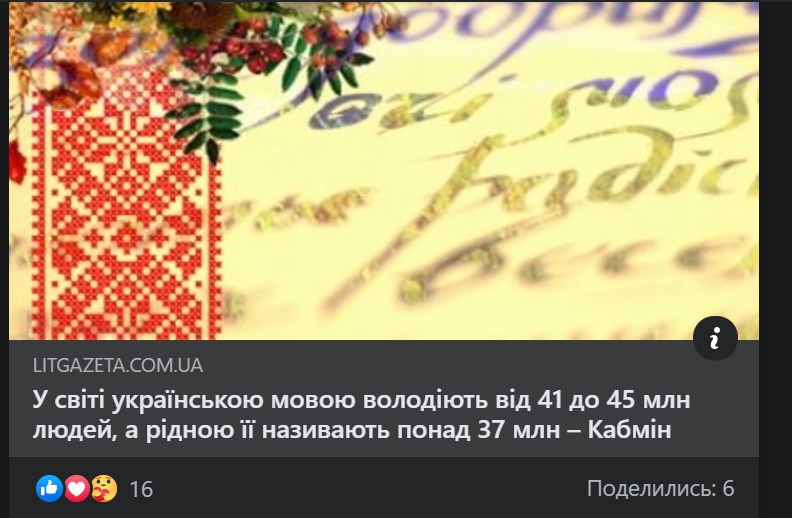 LITGAZETA.COM.UA
У світі українською мовою володіють від 41 до 45 млн
людей, а рідною її називають понад 37 млн – Кабмін
16
Поделились: 6